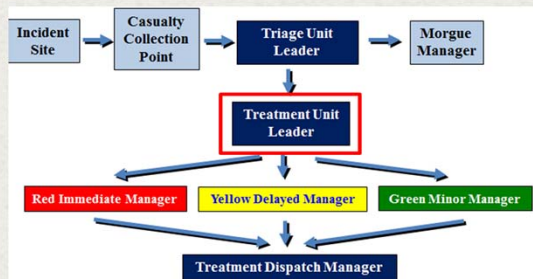 Incident
Site
Casualty
Collection
Point
Triage Unit
Leader
Morgue
Manager
Treatment Unit
Leader
Red Immediate Manager
Yellow Delayed Manager
Green Minor Manager
Treatment Dispatch Manager